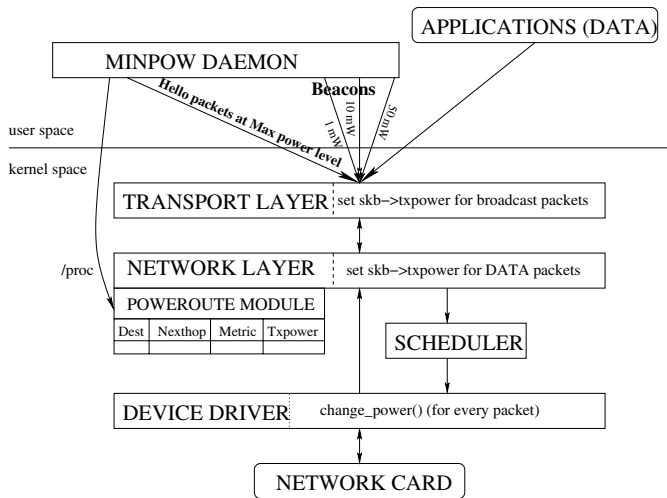 APPLICATIONS (DATA)
MINPOW DAEMON
Hello packets at Max power level
Beacons
1 mW
10 mW
50 mW
user space
kernel space
TRANSPORT LAYER
set skb->txpower for broadcast packets
/proc
NETWORK LAYER
set skb->txpower for DATA packets
POWEROUTE MODULE
Dest Nexthop Metric Txpower
SCHEDULER
DEVICE DRIVER
change_power() (for every packet)
NETWORK CARD